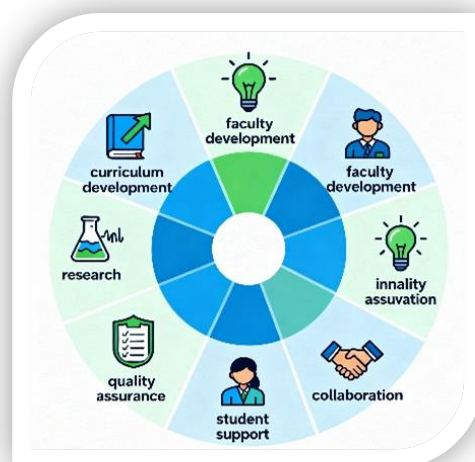 faculty
development
faculty
development
innality
assuvation
collaboration
student
support
quality
assurance
research
curriculum
development